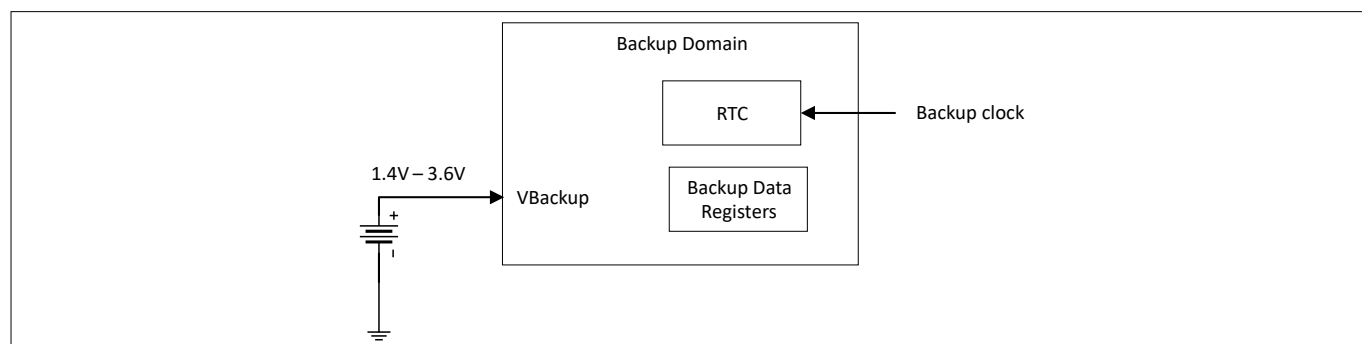 Backup Domain
RTC
Backup clock
1.4V – 3.6V
VBackup
Backup Data
Registers
+
–